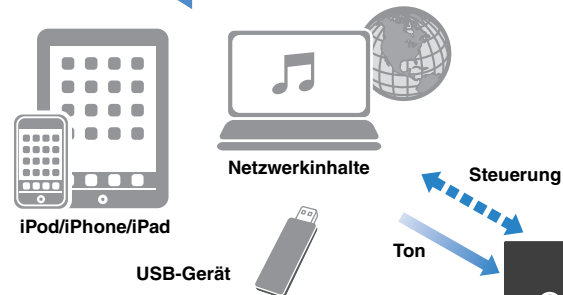 Netzwerkinhalte
Steuerung
iPod/iPhone/iPad
Ton
USB-Gerät